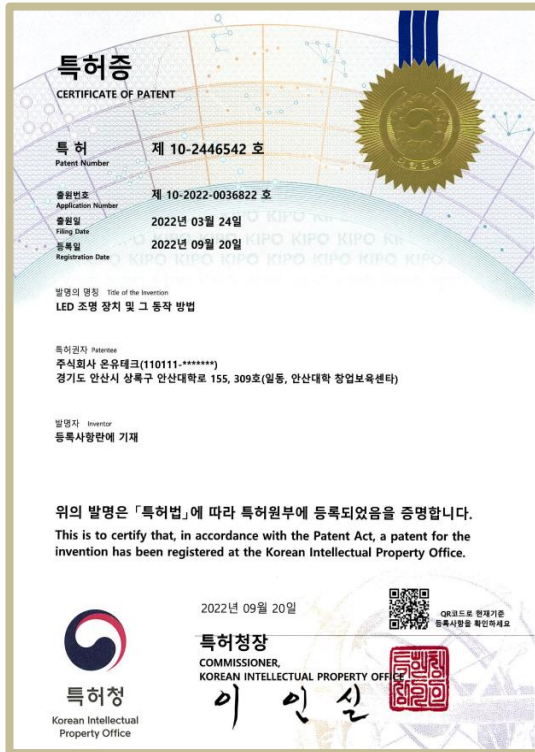 특허증
CERTIFICATE OF PATENT
특 허 제 10-2446542 호
Patent Number
출원번호 제 10-2022-0036822 호
Application Number
출원일 2022년 03월 24일
Filing Date
등록일 2022년 09월 20일
Registration Date
발명의 명칭 Title of the Invention
LED 조명 장치 및 그 동작 방법
특허권자 Patentee
주식회사 온유테크(110111-*******)
경기도 안산시 상록구 안산대학로 155, 309호(일동, 안산대학 창업보육센타)
발명자 Inventor
등록사항란에 기재
위의 발명은 「특허법」에 따라 특허원부에 등록되었음을 증명합니다.
This is to certify that, in accordance with the Patent Act, a patent for the
invention has been registered at the Korean Intellectual Property Office.
2022년 09월 20일
QR코드로 현재기준
등록사항을 확인하세요
특허청장
COMMISSIONER,
KOREAN INTELLECTUAL PROPERTY OFFICE
이 인 실
특허청
Korean Intellectual
Property Office